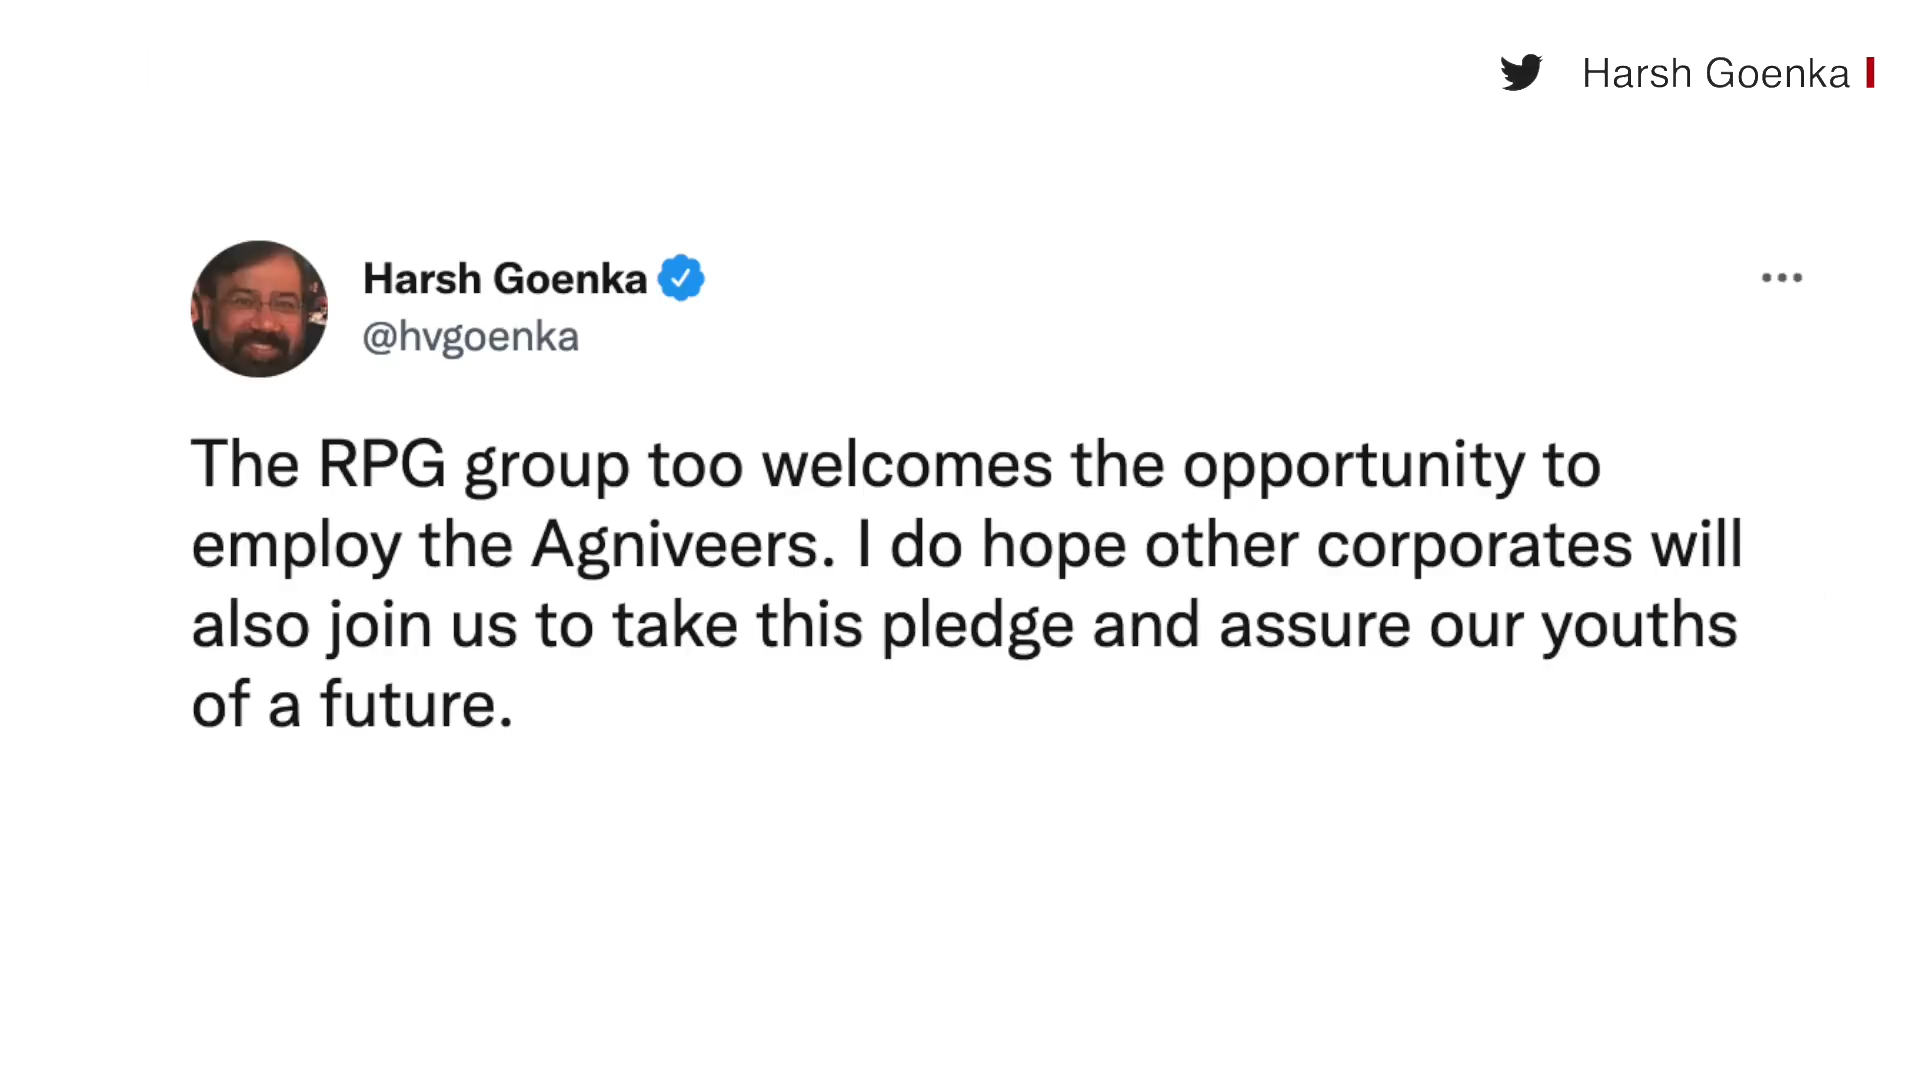 Harsh Goenka
Harsh Goenka
@hvgoenka
The RPG group too welcomes the opportunity to
employ the Agniveers. I do hope other corporates will
also join us to take this pledge and assure our youths
of a future.